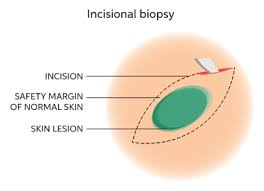 Incisional biopsy
INCISION
SAFETY MARGIN
OF NORMAL SKIN
SKIN LESION